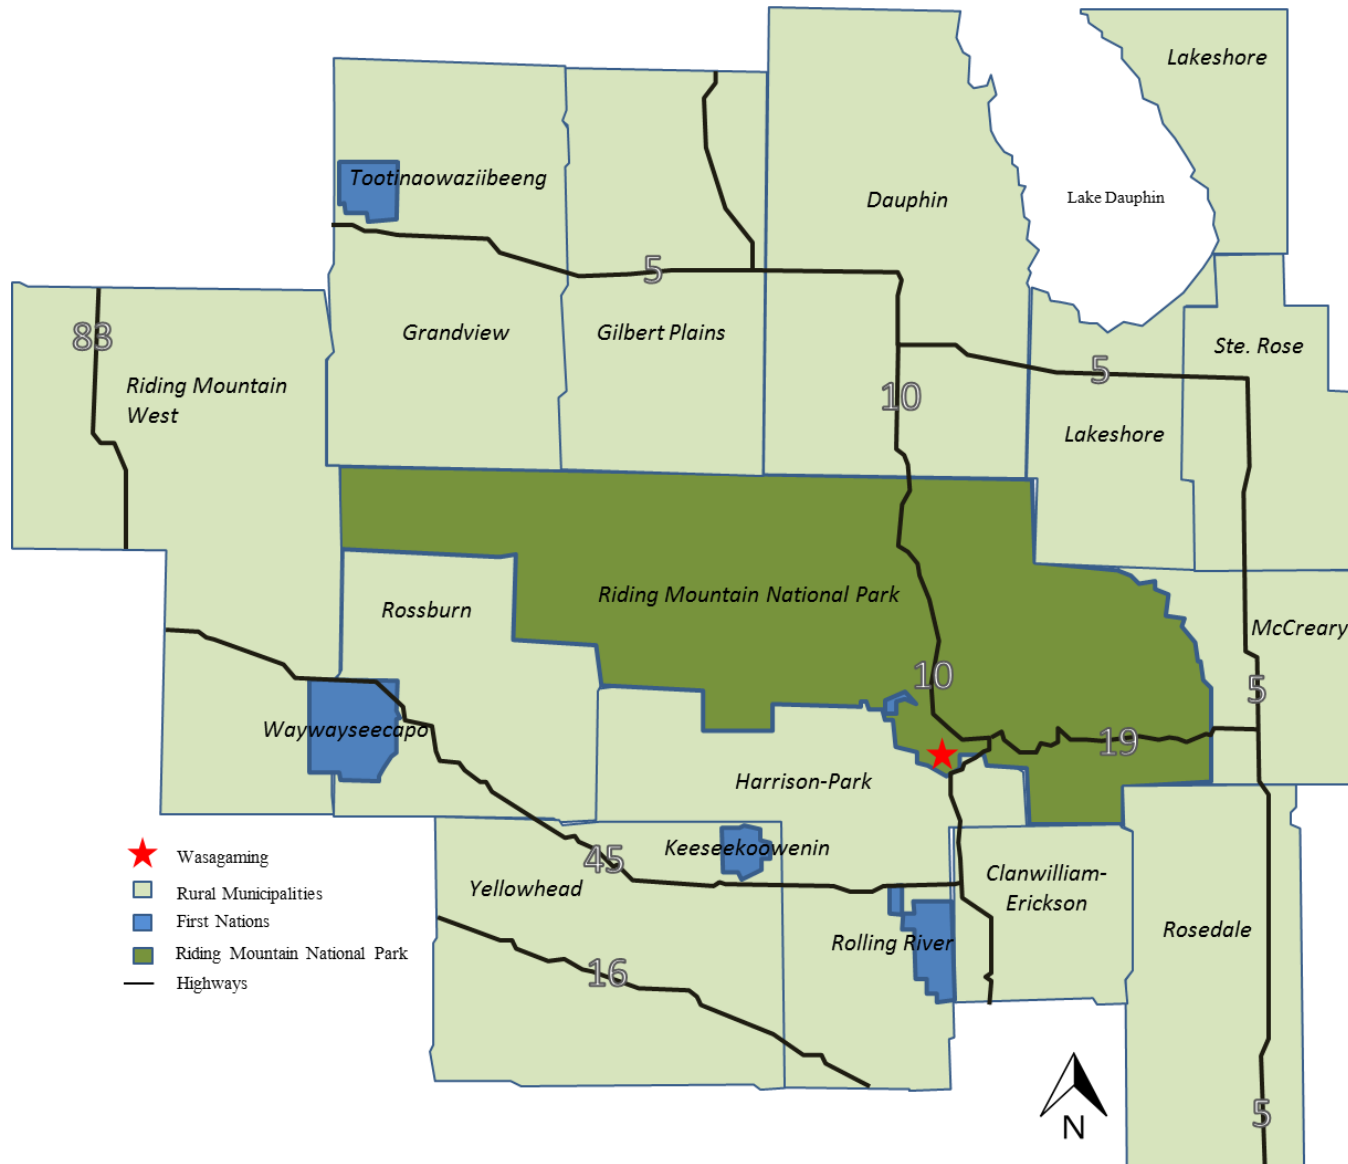 Lakeshore
Tootinaowaziibeeng
Dauphin
Lake Dauphin
5
83
Grandview
Gilbert Plains
Ste. Rose
Riding Mountain
West
5
10
Lakeshore
Riding Mountain National Park
Rossburn
McCreary
10
5
Waywayseecapo
19
Harrison-Park
Keeseekoowenin
45
Yellowhead
Clanwilliam-
Erickson
Rolling River
Rosedale
16
Wasagaming
Rural Municipalities
First Nations
Riding Mountain National Park
Highways
5
N